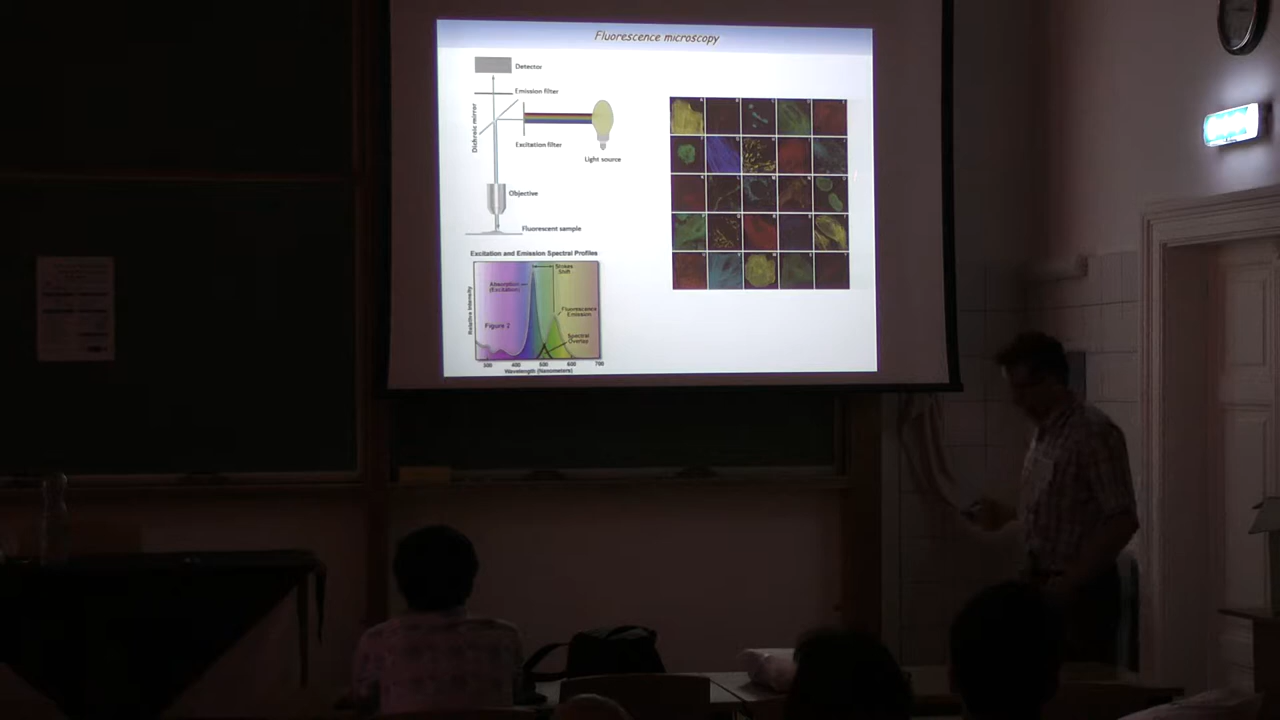 Fluorescence microscopy
Detector
Emission filter
Dichroic mirror
Excitation filter
Light source
Objective
Fluorescent sample
Excitation and Emission Spectral Profiles
Stokes
Shift
Absorption
(Excitation)
Fluorescence
Emission
Figure 2
Spectral
Overlap
Relative Intensity
300 400 500 600 700
Wavelength (Nanometers)